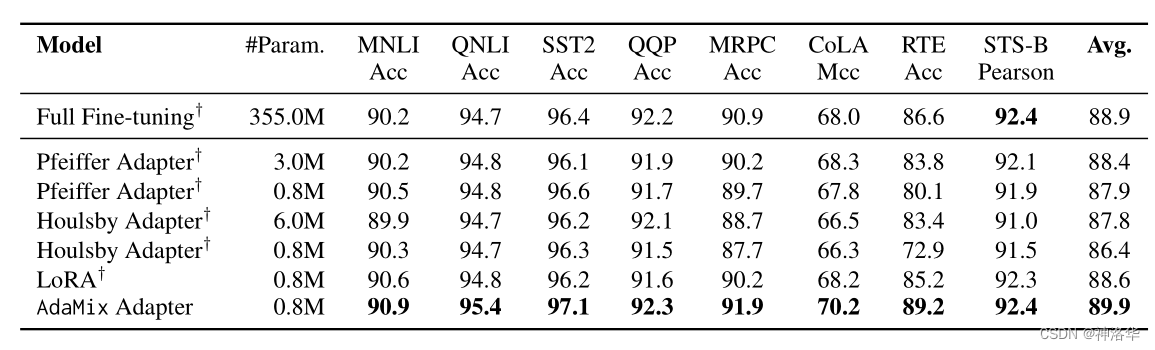 Model #Param. MNLI QNLI SST2 QQP MRPC CoLA RTE STS-B Avg.
Acc Acc Acc Acc Acc Mcc Acc Pearson
Full Fine-tuning† 355.0M 90.2 94.7 96.4 92.2 90.9 68.0 86.6 92.4 88.9
Pfeiffer Adapter† 3.0M 90.2 94.8 96.1 91.9 90.2 68.3 83.8 92.1 88.4
Pfeiffer Adapter† 0.8M 90.5 94.8 96.6 91.7 89.7 67.8 80.1 91.9 87.9
Houlsby Adapter† 6.0M 89.9 94.7 96.2 92.1 88.7 66.5 83.4 91.0 87.8
Houlsby Adapter† 0.8M 90.3 94.7 96.3 91.5 87.7 66.3 72.9 91.5 86.4
LoRA† 0.8M 90.6 94.8 96.2 91.6 90.2 68.2 85.2 92.3 88.6
AdaMix Adapter 0.8M 90.9 95.4 97.1 92.3 91.9 70.2 89.2 92.4 89.9
CSDN @神洛华